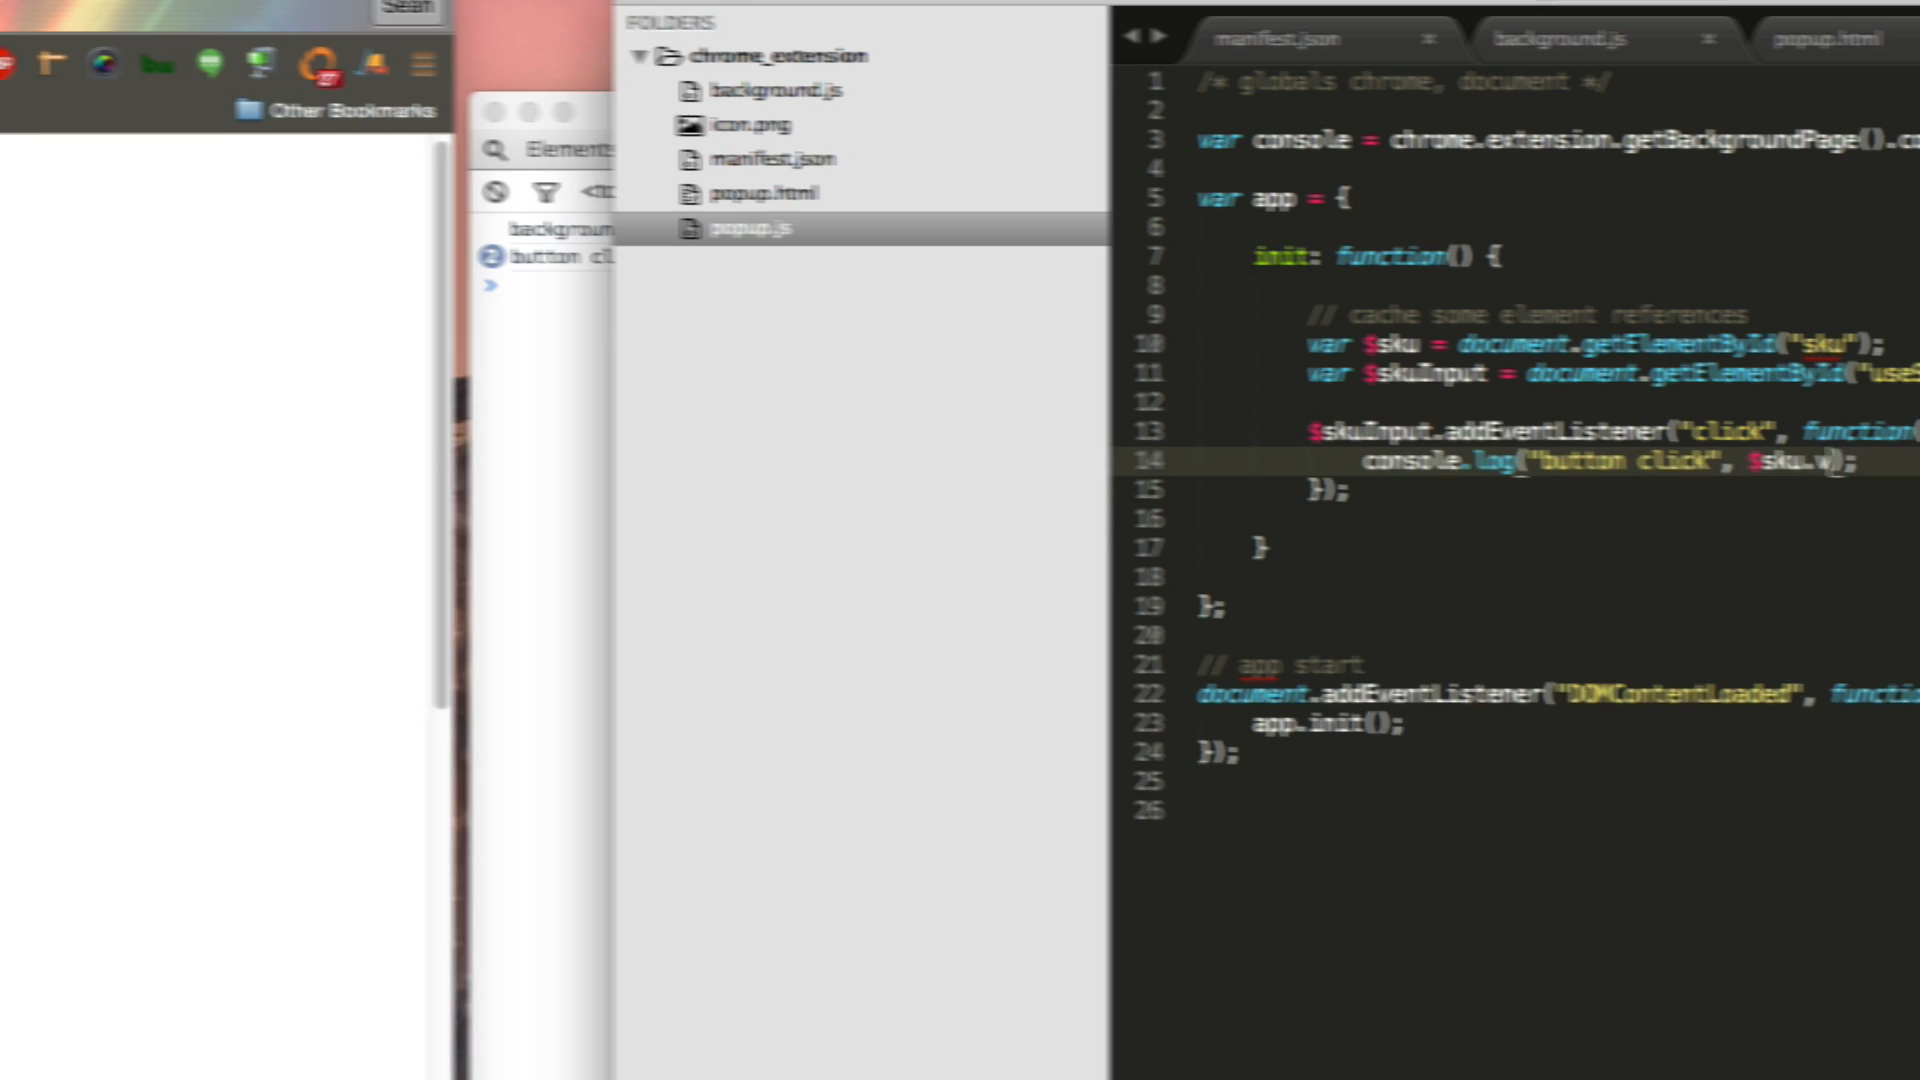 Sean
Other Bookmarks
Elements
backgroun
2 button cl
FOLDERS
chrome_extension
background.js
icon.png
manifest.json
popup.html
popup.js
manifest.json × background.js × popup.html
1 /* globals chrome, document */
2
3 var console = chrome.extension.getBackgroundPage().co
4
5 var app = {
6
7 init: function() {
8
9 // cache some element references
10 var $sku = document.getElementById("sku");
11 var $skuInput = document.getElementById("useS
12
13 $skuInput.addEventListener("click", function(
14 console.log("button click", $sku.v);
15 });
16
17 }
18
19 };
20
21 // app start
22 document.addEventListener("DOMContentLoaded", functio
23 app.init();
24 });
25
26